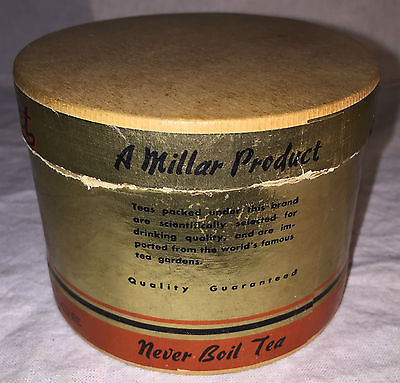 A Millar Product
Teas packed under this brand
are scientifically selected for
drinking quality, and are im-
ported from the world's famous
tea gardens.
Quality Guaranteed
Never Boil Tea